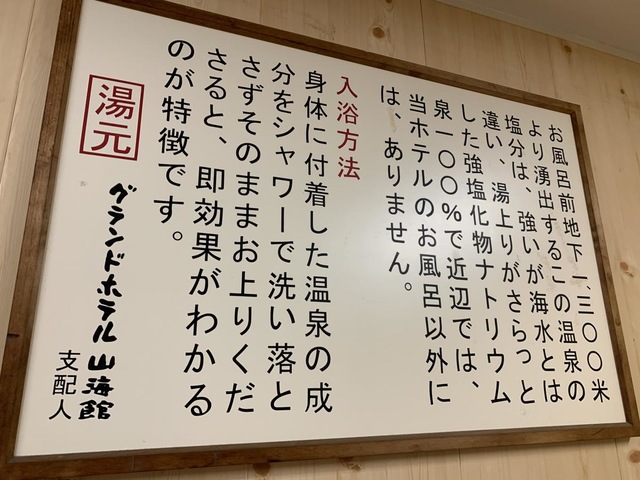 お風呂前地下一、三〇〇米
より湧出するこの温泉の
塩分は、強いが海水とは
違い、湯上りがさらっと
した強塩化物ナトリウム
泉一〇〇%で近辺では、
当ホテルのお風呂以外に
は、ありません。
入浴方法
身体に付着した温泉の成
分をシャワーで洗い落と
さずそのままお上りくだ
さると、即効果がわかる
のが特徴です。
湯元
グランドホテル山海館
支配人